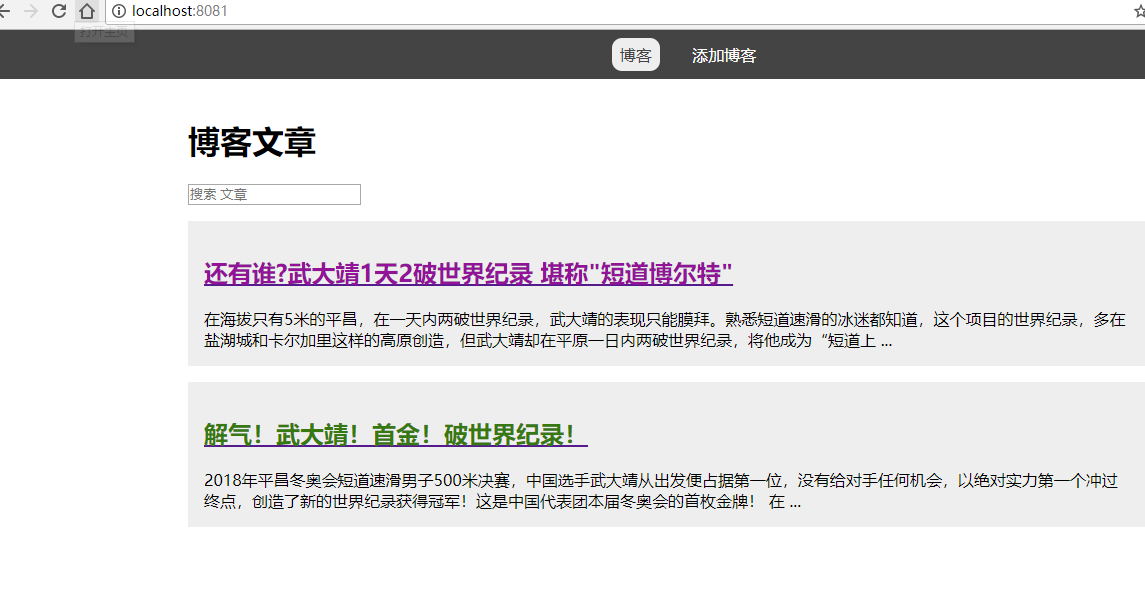 localhost:8081
打开主页
博客 添加博客
博客文章
搜索 文章
还有谁?武大靖1天2破世界纪录 堪称"短道博尔特"
在海拔只有5米的平昌，在一天内两破世界纪录，武大靖的表现只能膜拜。熟悉短道速滑的冰迷都知道，这个项目的世界纪录，多在
盐湖城和卡尔加里这样的高原创造，但武大靖却在平原一日内两破世界纪录，将他成为“短道上 ...
解气！武大靖！首金！破世界纪录！
2018年平昌冬奥会短道速滑男子500米决赛，中国选手武大靖从出发便占据第一位，没有给对手任何机会，以绝对实力第一个冲过
终点，创造了新的世界纪录获得冠军！这是中国代表团本届冬奥会的首枚金牌！ 在 ...